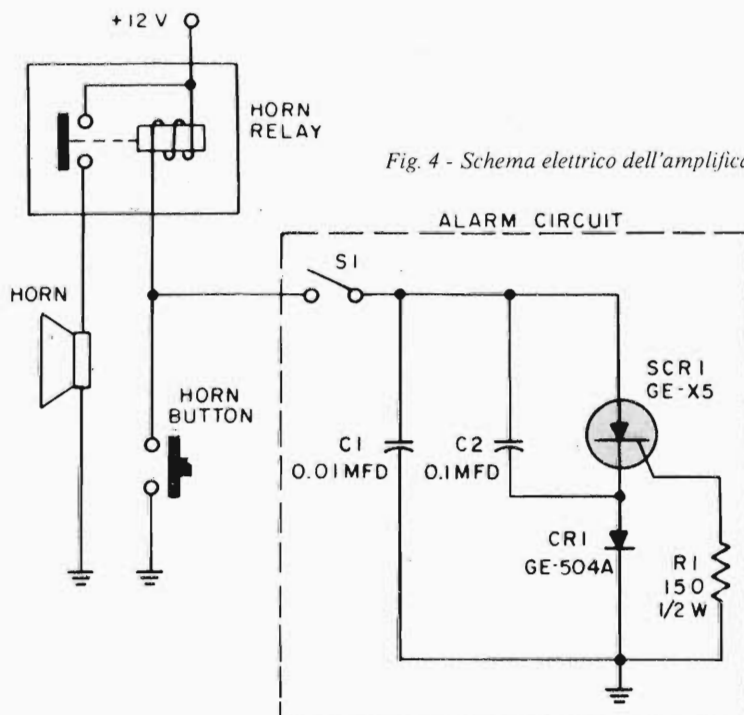 +12 V
HORN
RELAY
Fig. 4 - Schema elettrico dell'amplifica
ALARM CIRCUIT
S1
HORN
HORN
BUTTON
SCR1
GE-X5
C1
0.01MFD
C2
0.1MFD
CR1
GE-504A
R1
150
1/2 W